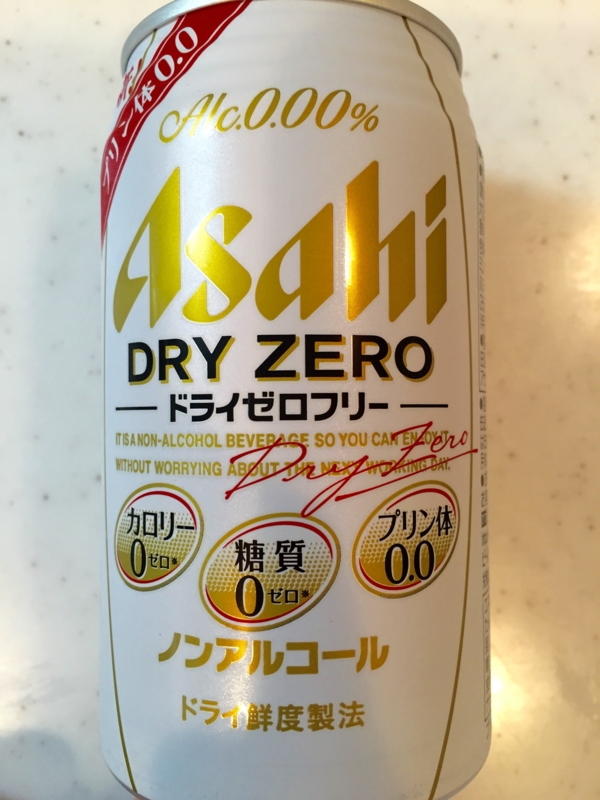 プリン体0.0
Alc.0.00%
Asahi
DRY ZERO
ドライゼロフリー
IT IS A NON-ALCOHOL BEVERAGE SO YOU CAN ENJOY IT
WITHOUT WORRYING ABOUT THE NEXT WORKING DAY.
Dry Zero
カロリー
0ゼロ※
糖質
0ゼロ※
プリン体
0.0
ノンアルコール
ドライ鮮度製法